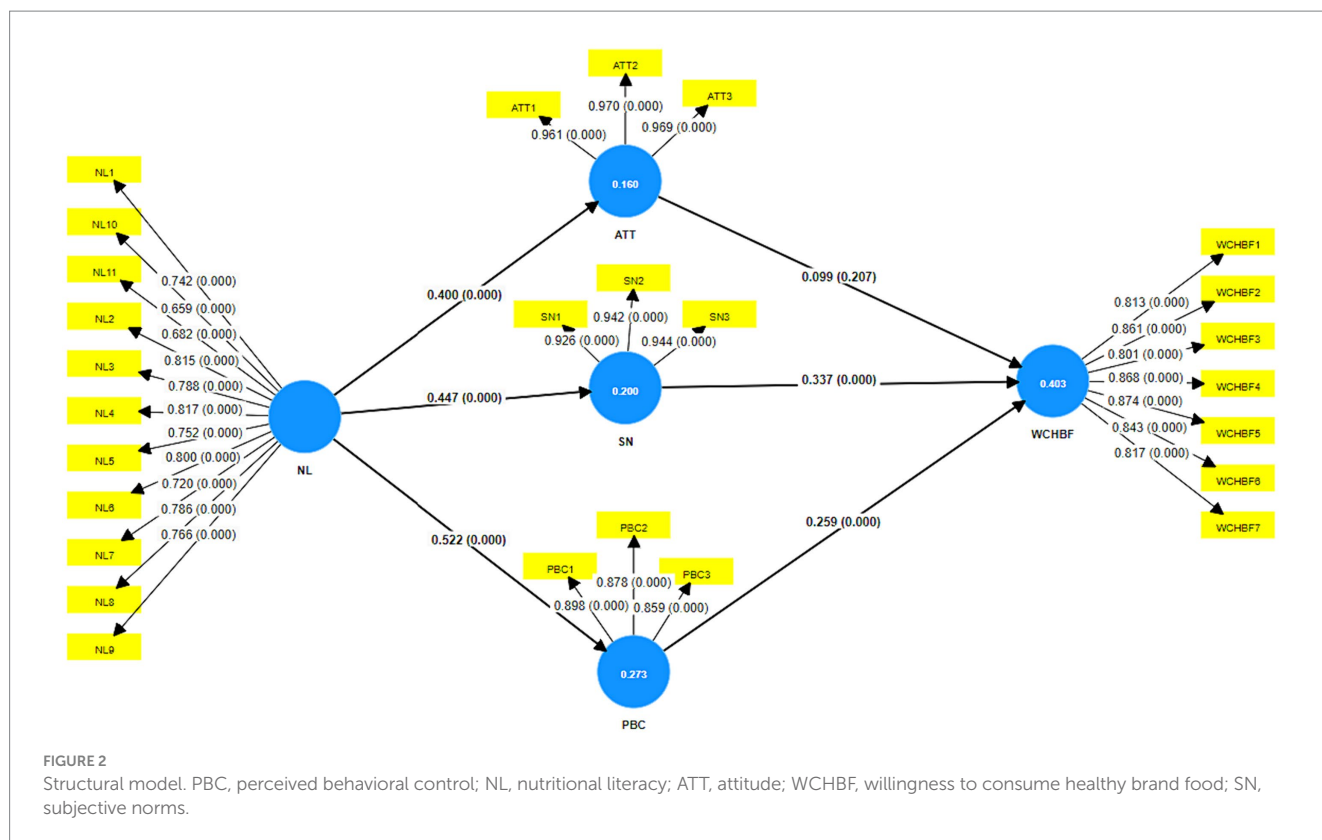 ATT2
ATT1
ATT3
0.970 (0.000)
0.961 (0.000)
0.969 (0.000)
0.160
ATT
NL1
NL10
NL11
NL2
NL3
NL4
NL5
NL6
NL7
NL8
NL9
0.742 (0.000)
0.659 (0.000)
0.682 (0.000)
0.815 (0.000)
0.788 (0.000)
0.817 (0.000)
0.752 (0.000)
0.800 (0.000)
0.720 (0.000)
0.786 (0.000)
0.766 (0.000)
NL
0.400 (0.000)
0.447 (0.000)
0.522 (0.000)
SN2
SN1
SN3
0.942 (0.000)
0.926 (0.000)
0.944 (0.000)
0.200
SN
PBC2
PBC1
PBC3
0.878 (0.000)
0.898 (0.000)
0.859 (0.000)
0.273
PBC
0.099 (0.207)
0.337 (0.000)
0.259 (0.000)
0.403
WCHBF
0.813 (0.000)
0.861 (0.000)
0.801 (0.000)
0.868 (0.000)
0.874 (0.000)
0.843 (0.000)
0.817 (0.000)
WCHBF1
WCHBF2
WCHBF3
WCHBF4
WCHBF5
WCHBF6
WCHBF7
FIGURE 2
Structural model. PBC, perceived behavioral control; NL, nutritional literacy; ATT, attitude; WCHBF, willingness to consume healthy brand food; SN,
subjective norms.